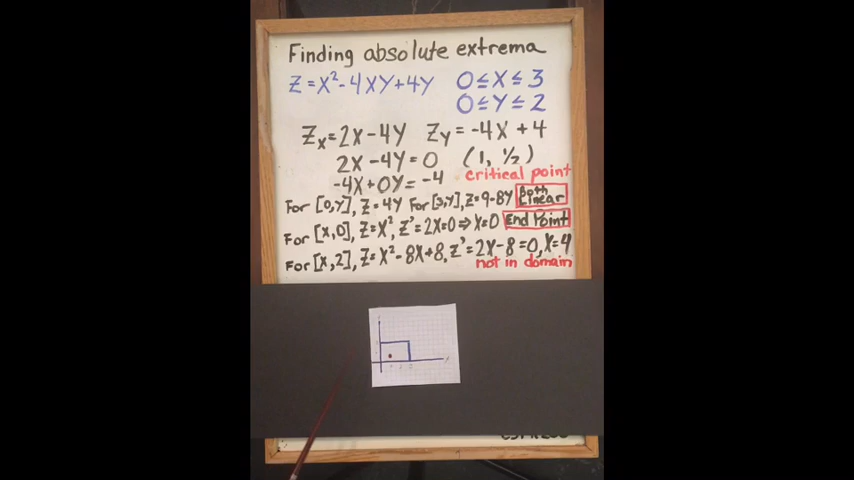 Finding absolute extrema
Z = X² - 4XY + 4Y
0 ≤ X ≤ 3
0 ≤ Y ≤ 2
Zx = 2X - 4Y Zy = -4X + 4
2X - 4Y = 0 (1, ½)
-4X + 0Y = -4 critical point
For [0,Y], Z = 4Y For [3,Y], Z = 9 - 8Y Both Linear
For [X,0], Z = X², Z' = 2X = 0 ⇒ X = 0 End Point
For [X,2], Z = X² - 8X + 8, Z' = 2X - 8 = 0, X = 4
not in domain